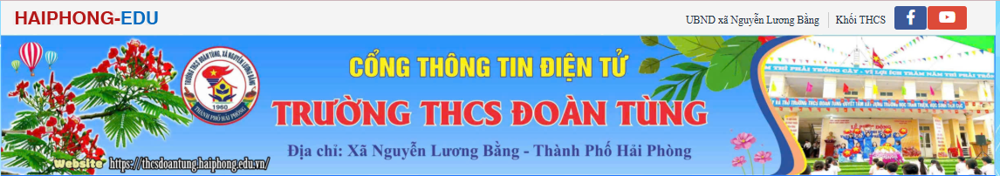 HAIPHONG-EDU
UBND xã Nguyễn Lương Bằng
Khối THCS
CỔNG THÔNG TIN ĐIỆN TỬ
TRƯỜNG THCS ĐOÀN TÙNG
Địa chỉ: Xã Nguyễn Lương Bằng - Thành Phố Hải Phòng
TRƯỜNG THCS ĐOÀN TÙNG, XÃ NGUYỄN LƯƠNG BẰNG
1960
THÀNH PHỐ HẢI PHÒNG
Website https://thcsdoantung.haiphong.edu.vn/